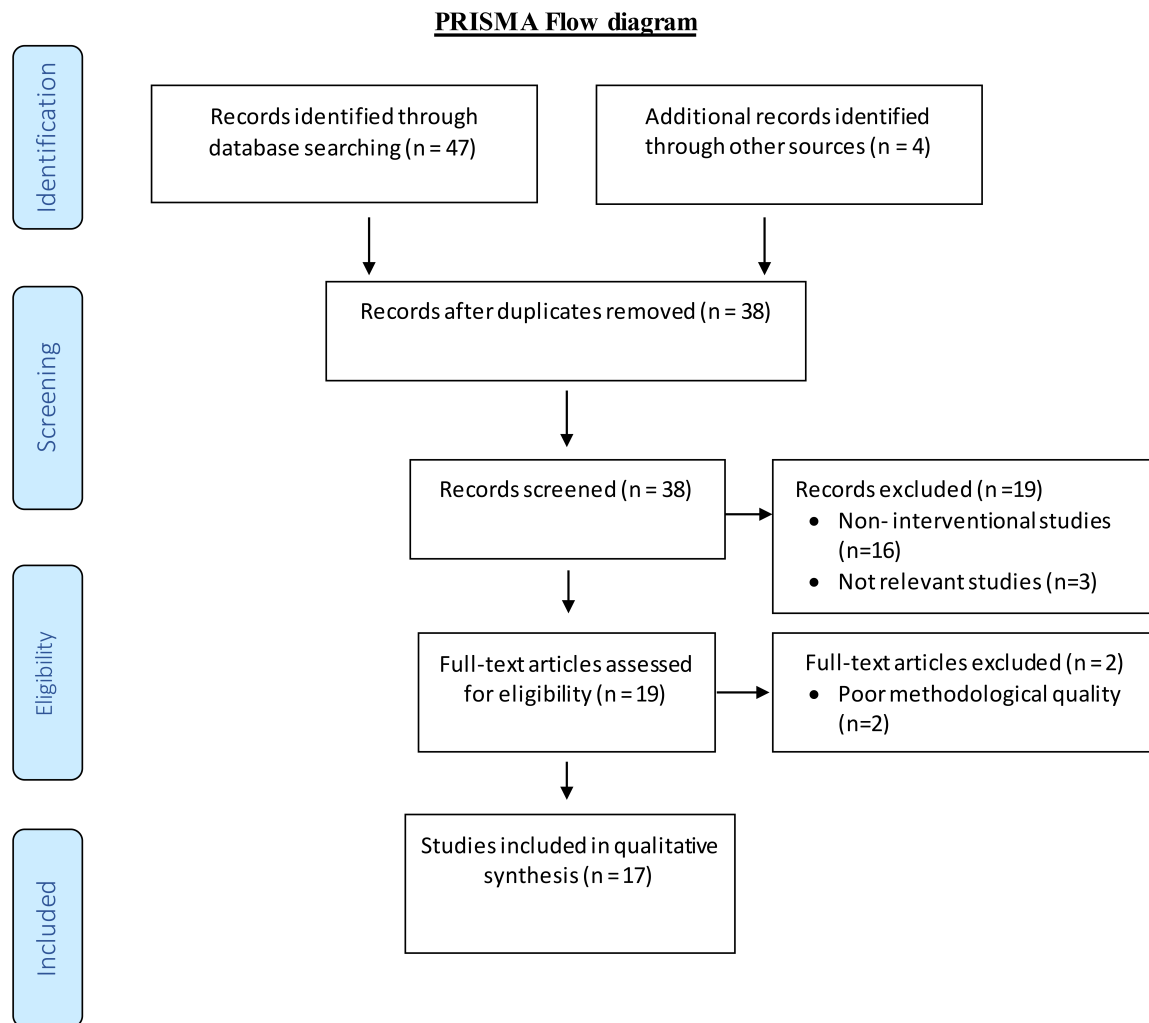 PRISMA Flow diagram
Identification
Records identified through
database searching (n = 47)
Additional records identified
through other sources (n = 4)
Screening
Records after duplicates removed (n = 38)
Records screened (n = 38)
Records excluded (n =19)
• Non- interventional studies
(n=16)
• Not relevant studies (n=3)
Eligibility
Full-text articles assessed
for eligibility (n = 19)
Full-text articles excluded (n = 2)
• Poor methodological quality
(n=2)
Included
Studies included in qualitative
synthesis (n = 17)